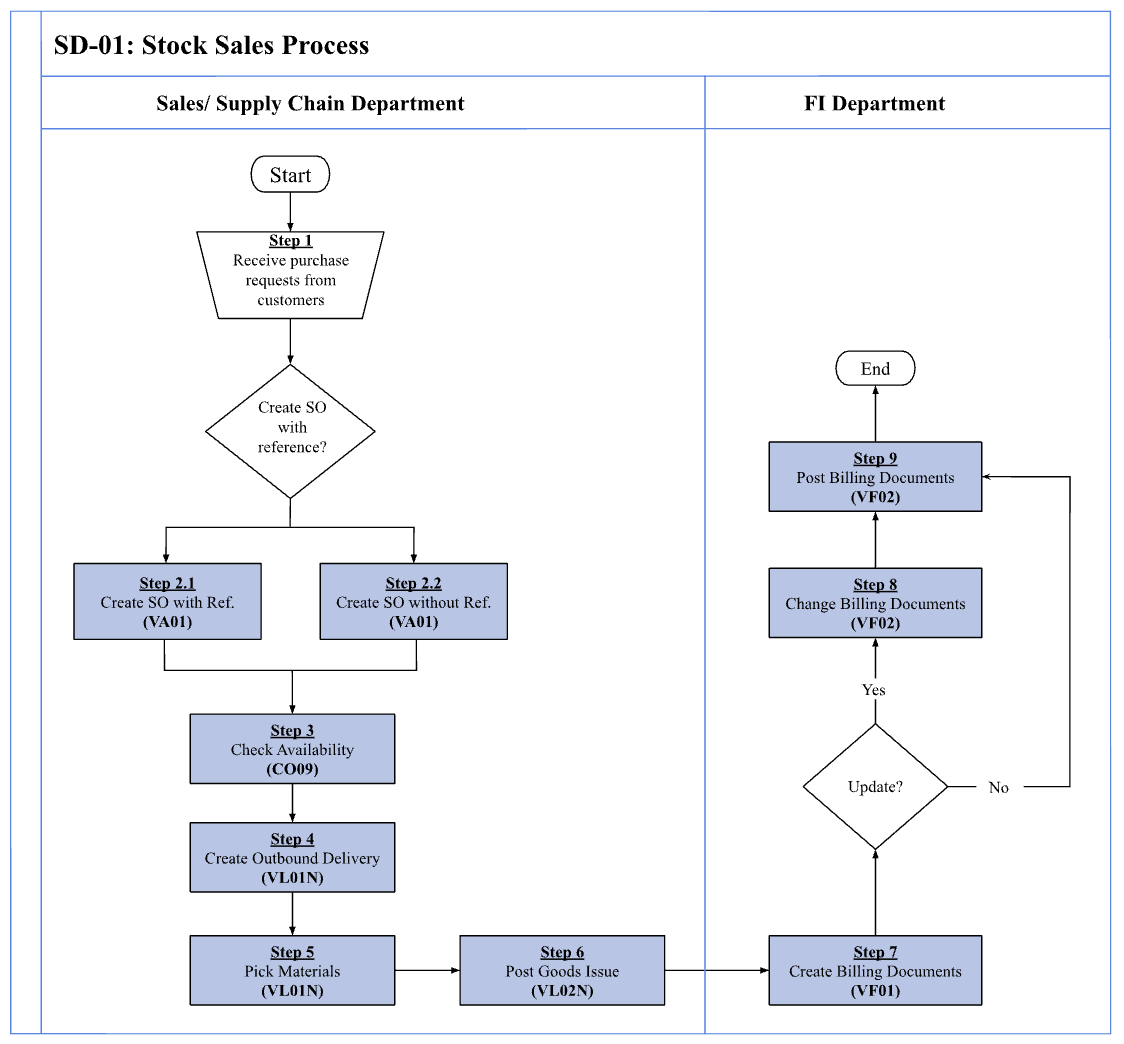 SD-01: Stock Sales Process
Sales/ Supply Chain Department
FI Department
Start
Step 1
Receive purchase
requests from
customers
Create SO
with
reference?
Step 2.1
Create SO with Ref.
(VA01)
Step 2.2
Create SO without Ref.
(VA01)
Step 3
Check Availability
(CO09)
Step 4
Create Outbound Delivery
(VL01N)
Step 5
Pick Materials
(VL01N)
Step 6
Post Goods Issue
(VL02N)
Step 7
Create Billing Documents
(VF01)
Update?
No
Yes
Step 8
Change Billing Documents
(VF02)
Step 9
Post Billing Documents
(VF02)
End